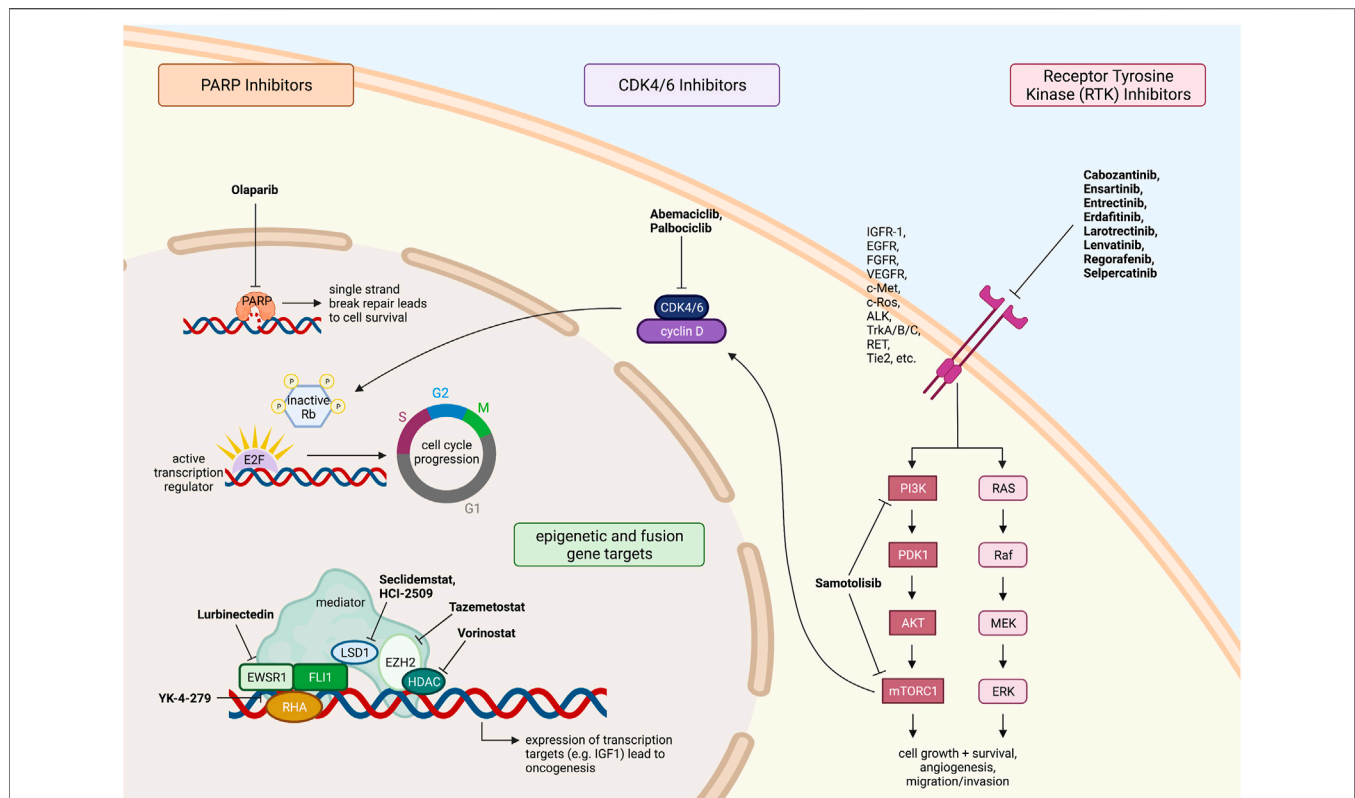 PARP Inhibitors
CDK4/6 Inhibitors
Receptor Tyrosine
Kinase (RTK) Inhibitors
Olaparib
PARP
single strand
break repair leads
to cell survival
Abemaciclib,
Palbociclib
CDK4/6
cyclin D
IGFR-1,
EGFR,
FGFR,
VEGFR,
c-Met,
c-Ros,
ALK,
TrkA/B/C,
RET,
Tie2, etc.
Cabozantinib,
Ensartinib,
Entrectinib,
Erdafitinib,
Larotrectinib,
Lenvatinib,
Regorafenib,
Selpercatinib
P
P
P
P
Inactive
Rb
active
transcription
regulator
E2F
S
G2
M
G1
cell cycle
progression
epigenetic and fusion
gene targets
PI3K
PDK1
AKT
mTORC1
RAS
Raf
MEK
ERK
Samotolisib
cell growth + survival,
angiogenesis,
migration/invasion
Lurbinectedin
mediator
Seclidemstat,
HCI-2509
Tazemetostat
Vorinostat
LSD1
EZH2
HDAC
EWSR1
FLI1
YK-4-279
RHA
expression of transcription
targets (e.g. IGF1) lead to
oncogenesis